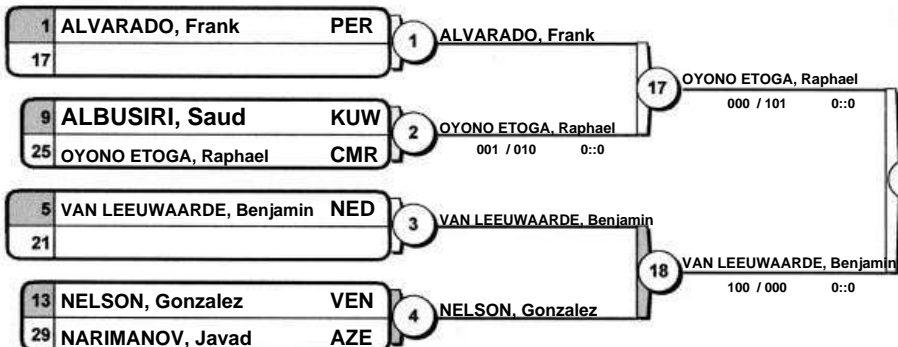 1 ALVARADO, Frank PER
17
1
ALVARADO, Frank
9 ALBUSIRI, Saud KUW
25 OYONO ETOGA, Raphael CMR
2
OYONO ETOGA, Raphael
001 / 010 0::0
17
OYONO ETOGA, Raphael
000 / 101 0::0
5 VAN LEEUWAARDE, Benjamin NED
21
3
VAN LEEUWAARDE, Benjamin
13 NELSON, Gonzalez VEN
29 NARIMANOV, Javad AZE
4
NELSON, Gonzalez
18
VAN LEEUWAARDE, Benjamin
100 / 000 0::0